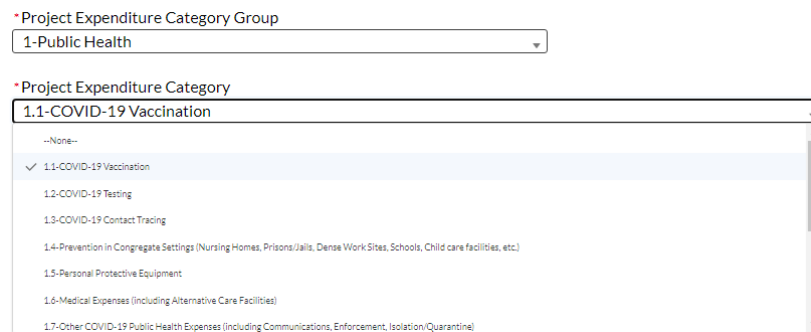 *Project Expenditure Category Group
1-Public Health
*Project Expenditure Category
1.1-COVID-19 Vaccination
--None--
1.1-COVID-19 Vaccination
1.2-COVID-19 Testing
1.3-COVID-19 Contact Tracing
1.4-Prevention in Congregate Settings (Nursing Homes, Prisons/Jails, Dense Work Sites, Schools, Child care facilities, etc.)
1.5-Personal Protective Equipment
1.6-Medical Expenses (including Alternative Care Facilities)
1.7-Other COVID-19 Public Health Expenses (including Communications, Enforcement, Isolation/Quarantine)